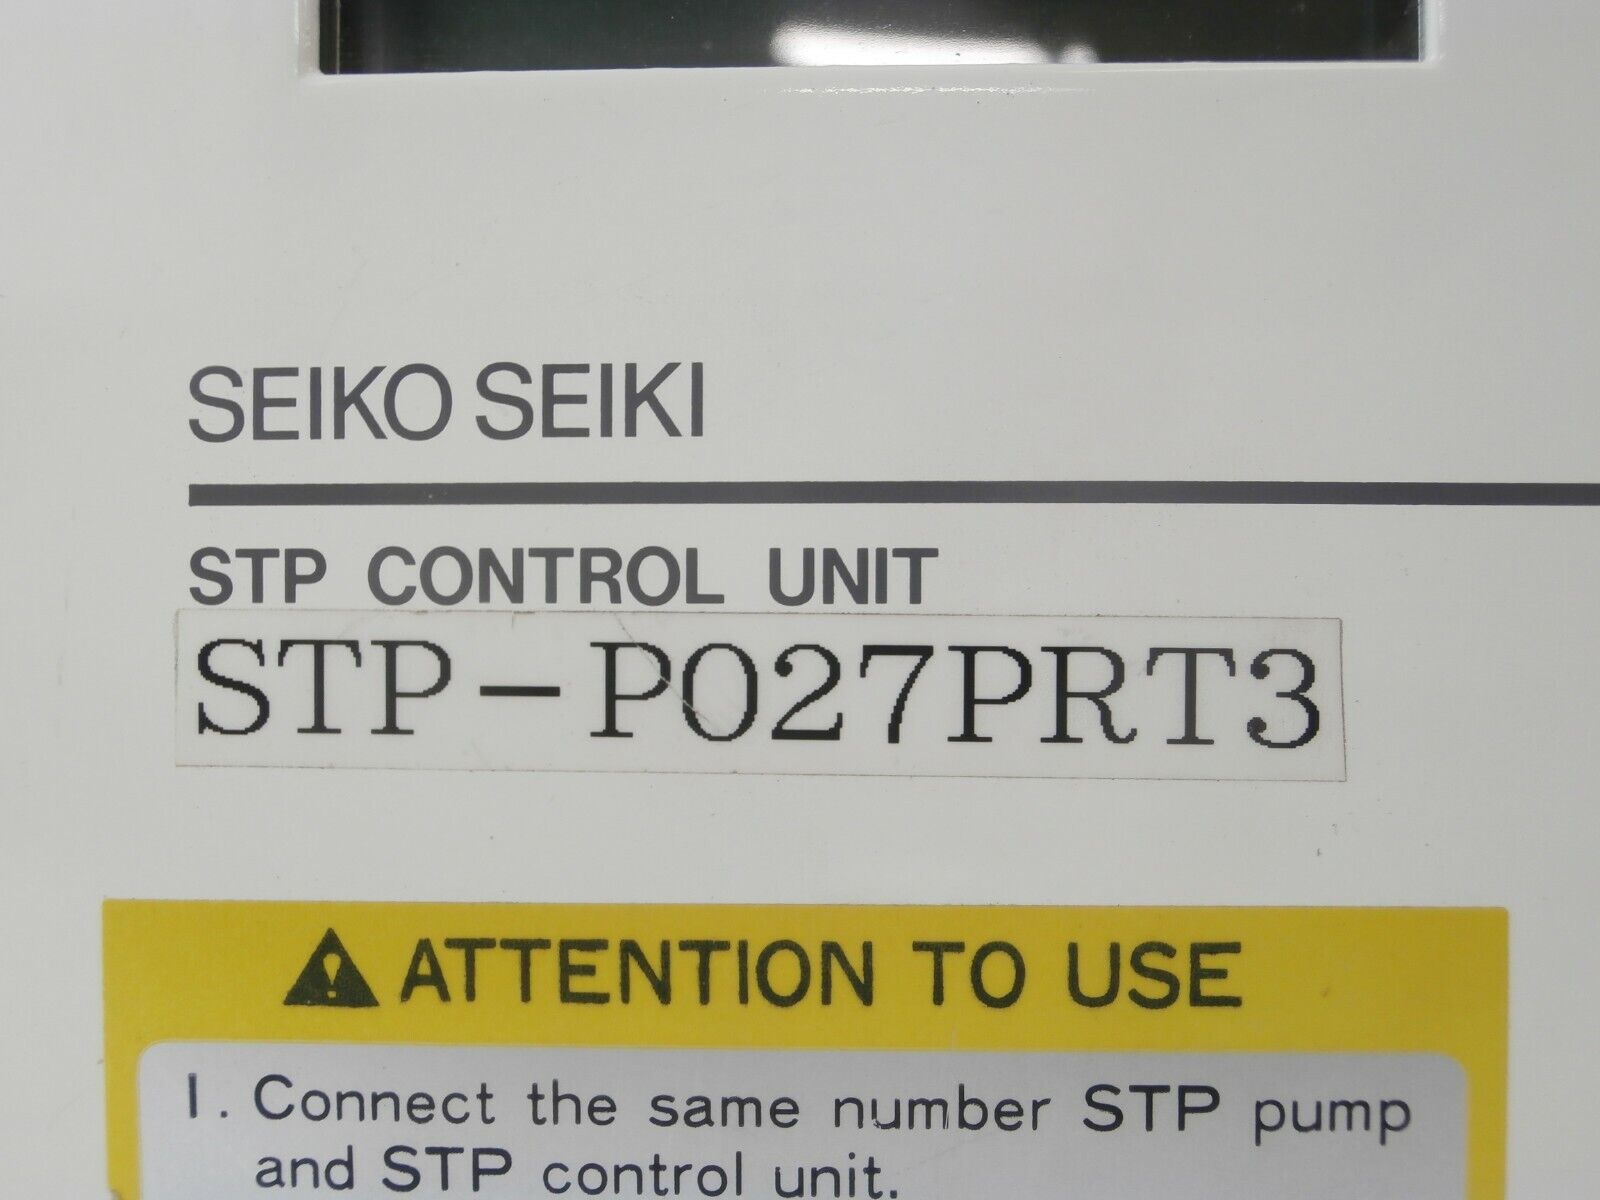 SEIKO SEIKI
STP CONTROL UNIT
STP-P027PRT3
ATTENTION TO USE
1. Connect the same number STP pump
and STP control unit.